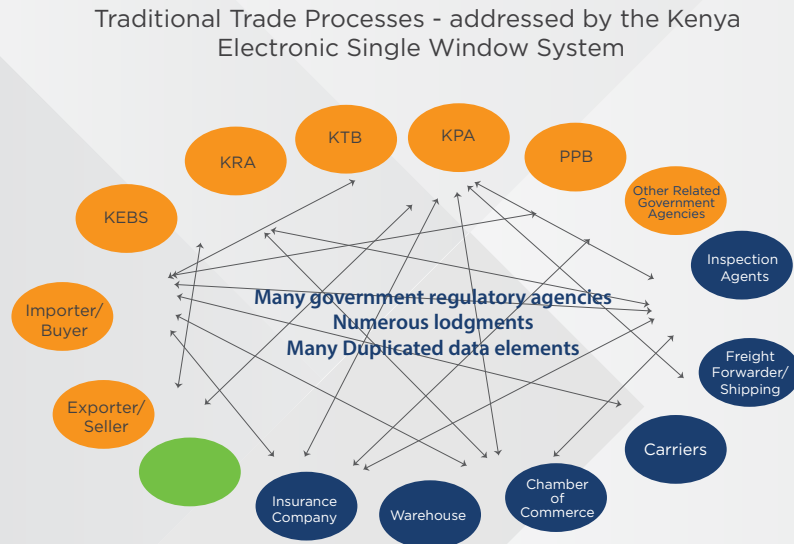 Traditional Trade Processes - addressed by the Kenya
Electronic Single Window System
KTB
KPA
KRA
PPB
Other Related
Government
Agencies
KEBS
Inspection
Agents
Importer/
Buyer
Many government regulatory agencies
Numerous lodgments
Many Duplicated data elements
Freight
Forwarder/
Shipping
Exporter/
Seller
Carriers
Insurance
Company
Warehouse
Chamber
of
Commerce